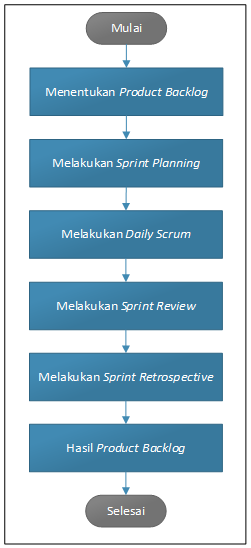 Mulai
Menentukan Product Backlog
Melakukan Sprint Planning
Melakukan Daily Scrum
Melakukan Sprint Review
Melakukan Sprint Retrospective
Hasil Product Backlog
Selesai